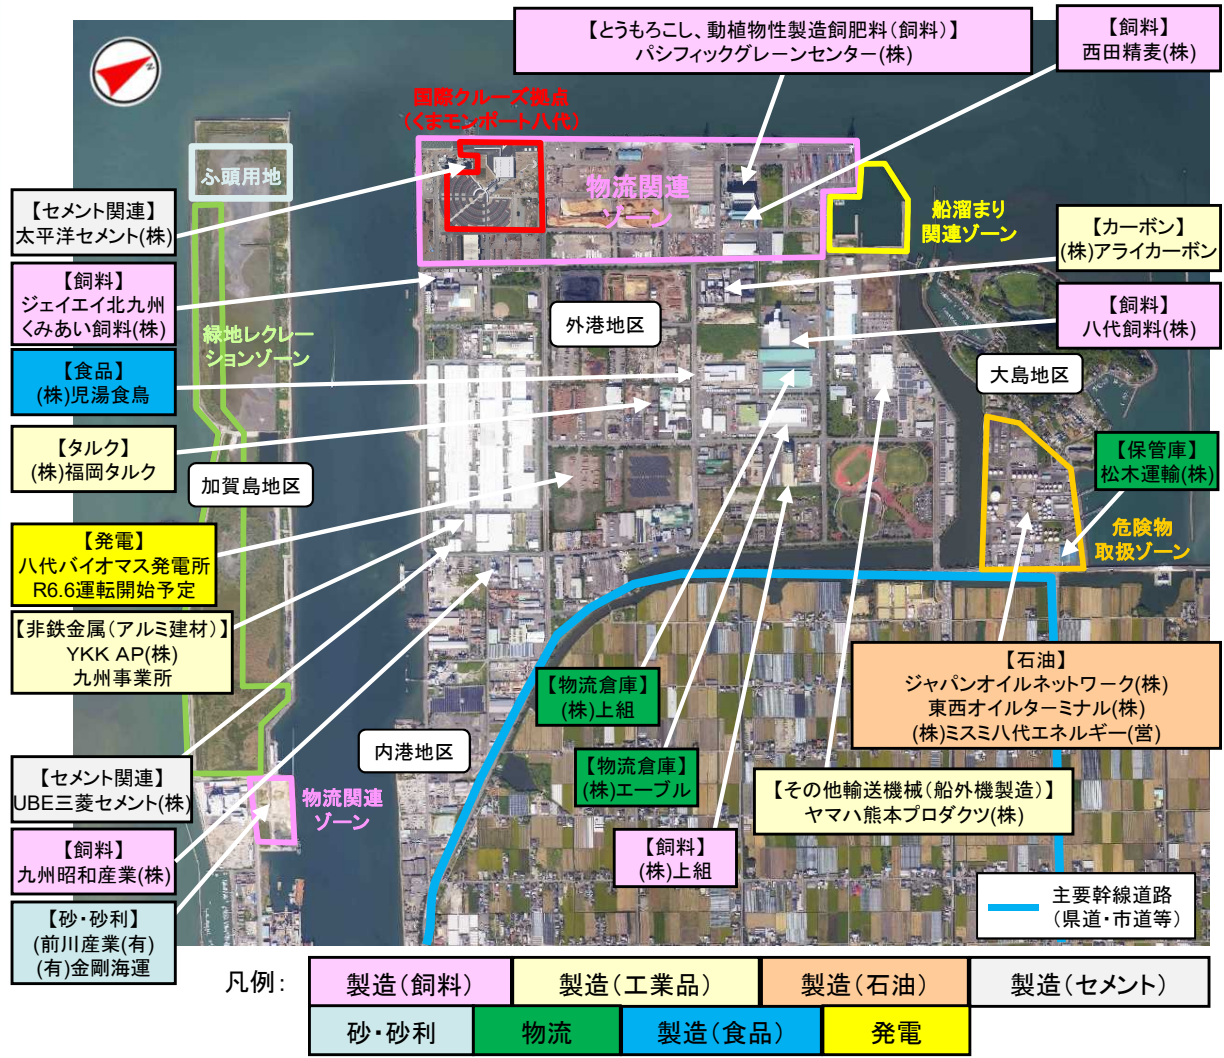 【とうもろこし、動植物性製造飼肥料(飼料)】
パシフィックグレーンセンター(株)
【飼料】
西田精麦(株)
N
国際クルーズ拠点
(くまモンポート八代)
ふ頭用地
物流関連
ゾーン
船溜まり
関連ゾーン
【セメント関連】
太平洋セメント(株)
【カーボン】
(株)アライカーボン
【飼料】
ジェイエイ北九州
くみあい飼料(株)
【飼料】
八代飼料(株)
外港地区
緑地レクレー
ションゾーン
【食品】
(株)児湯食鳥
大島地区
【タルク】
(株)福岡タルク
【保管庫】
松木運輸(株)
加賀島地区
危険物
取扱ゾーン
【発電】
八代バイオマス発電所
R6.6運転開始予定
【非鉄金属(アルミ建材)】
YKK AP(株)
九州事業所
【石油】
ジャパンオイルネットワーク(株)
東西オイルターミナル(株)
(株)ミスミ八代エネルギー(営)
【物流倉庫】
(株)上組
内港地区
【物流倉庫】
(株)エーブル
【セメント関連】
UBE三菱セメント(株)
物流関連
ゾーン
【その他輸送機械(船外機製造)】
ヤマハ熊本プロダクツ(株)
【飼料】
九州昭和産業(株)
【飼料】
(株)上組
【砂・砂利】
(前川産業(有)
(有)金剛海運
主要幹線道路
(県道・市道等)
凡例:
製造(飼料)
製造(工業品)
製造(石油)
製造(セメント)
砂・砂利
物流
製造(食品)
発電